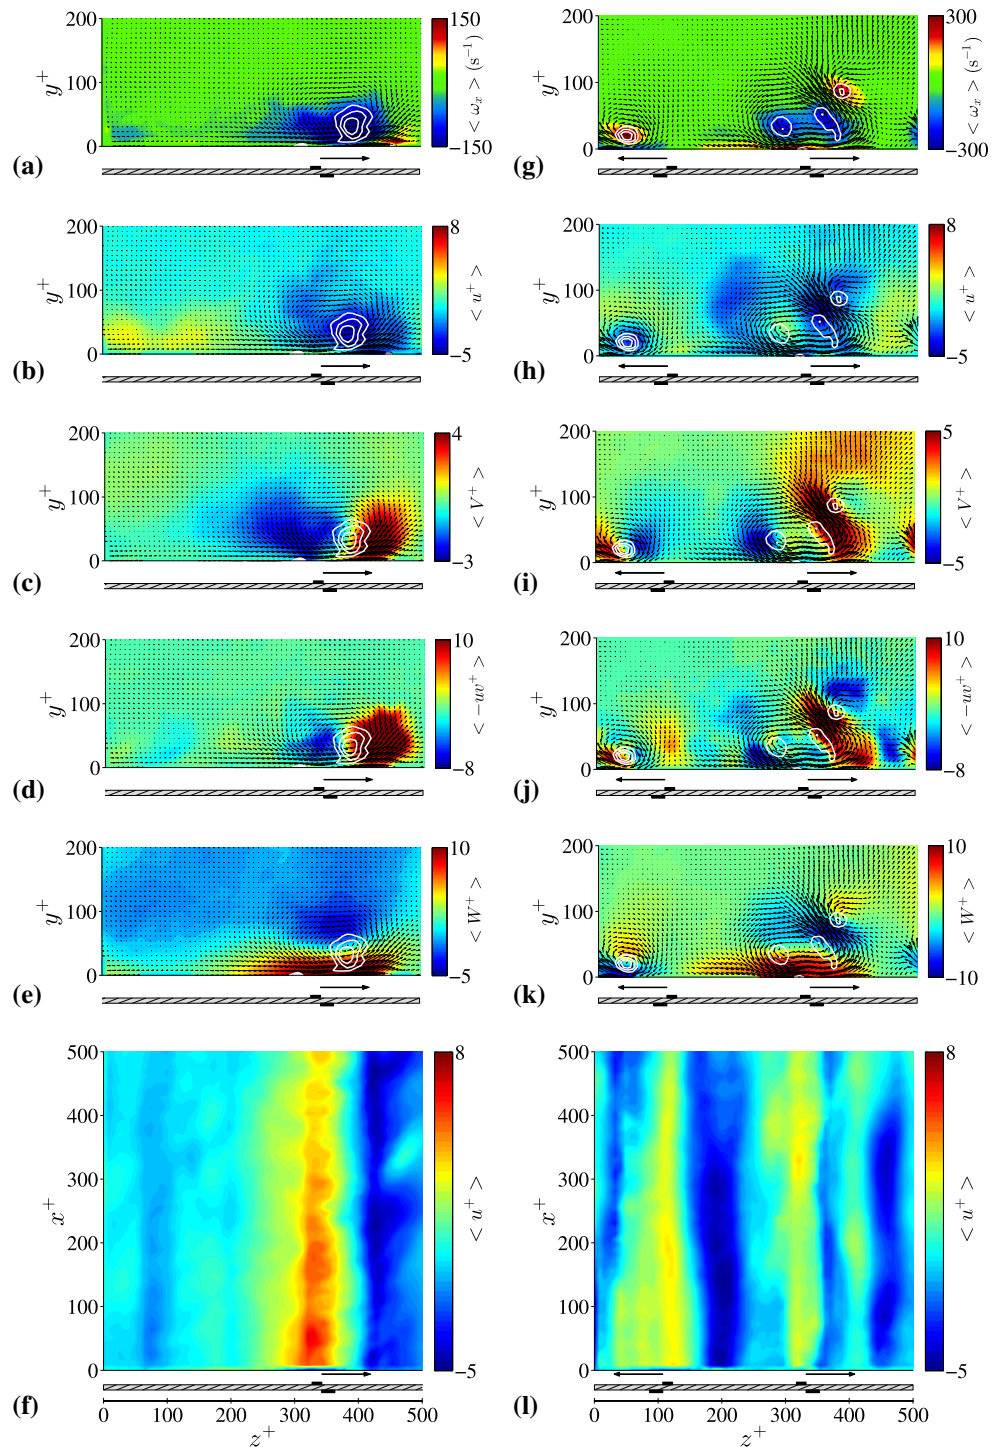 200
100
0
y+
150
−150
< ωx > (s−1)
(a)
200
100
0
y+
300
−300
< ωx > (s−1)
(g)
200
100
0
y+
8
−5
< u+ >
(b)
200
100
0
y+
8
−5
< u+ >
(h)
200
100
0
y+
4
−3
< V+ >
(c)
200
100
0
y+
5
−5
< V+ >
(i)
200
100
0
y+
10
−8
< −uv+ >
(d)
200
100
0
y+
10
−8
< −uv+ >
(j)
200
100
0
y+
10
−5
< W+ >
(e)
200
100
0
y+
10
−10
< W+ >
(k)
500
400
300
200
100
0
x+
8
−5
< u+ >
(f)
0 100 200 300 400 500
z+
500
400
300
200
100
0
x+
8
−5
< u+ >
(l)
0 100 200 300 400 500
z+